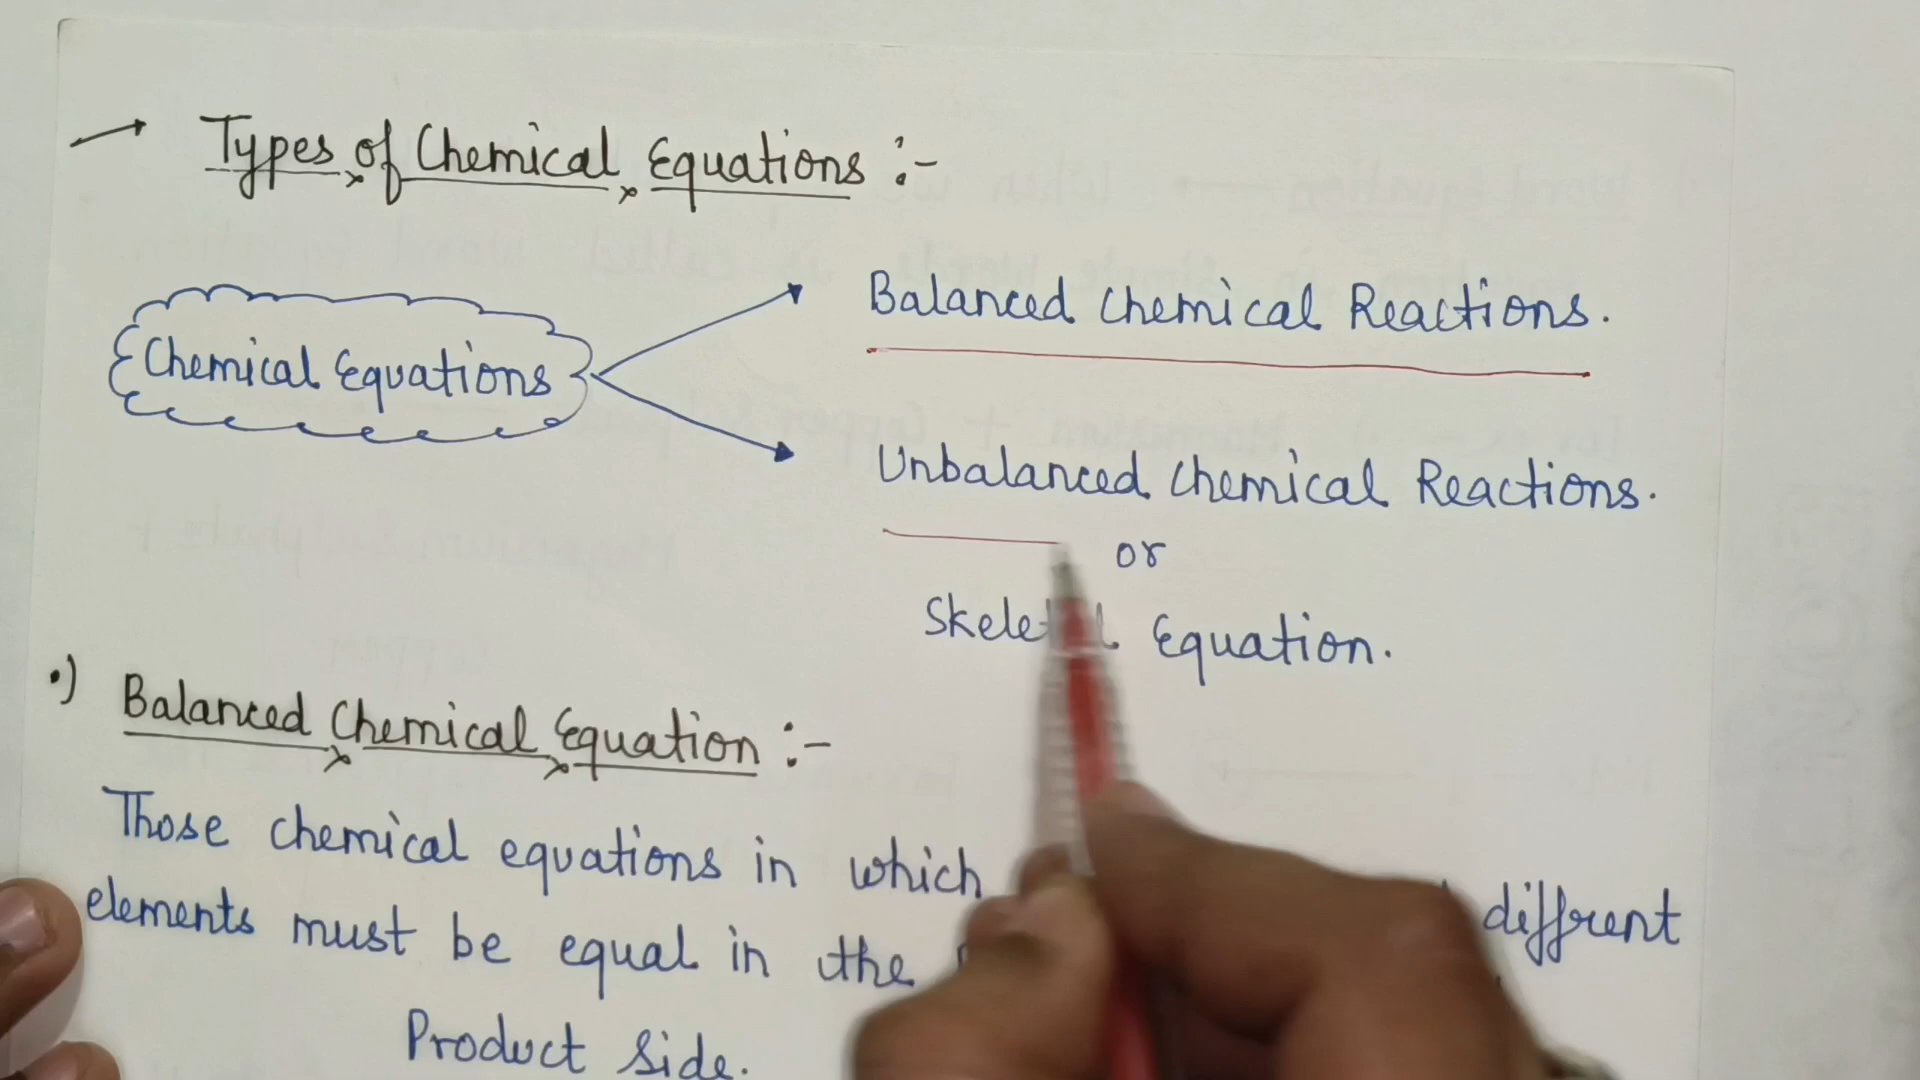 → Types of Chemical Equations :-
Balanced Chemical Reactions.
Chemical Equations
Unbalanced Chemical Reactions.
or
Equation.
•) Balanced Chemical Equation :-
Those chemical equations in which diffrent
elements must be equal in the
Product side.